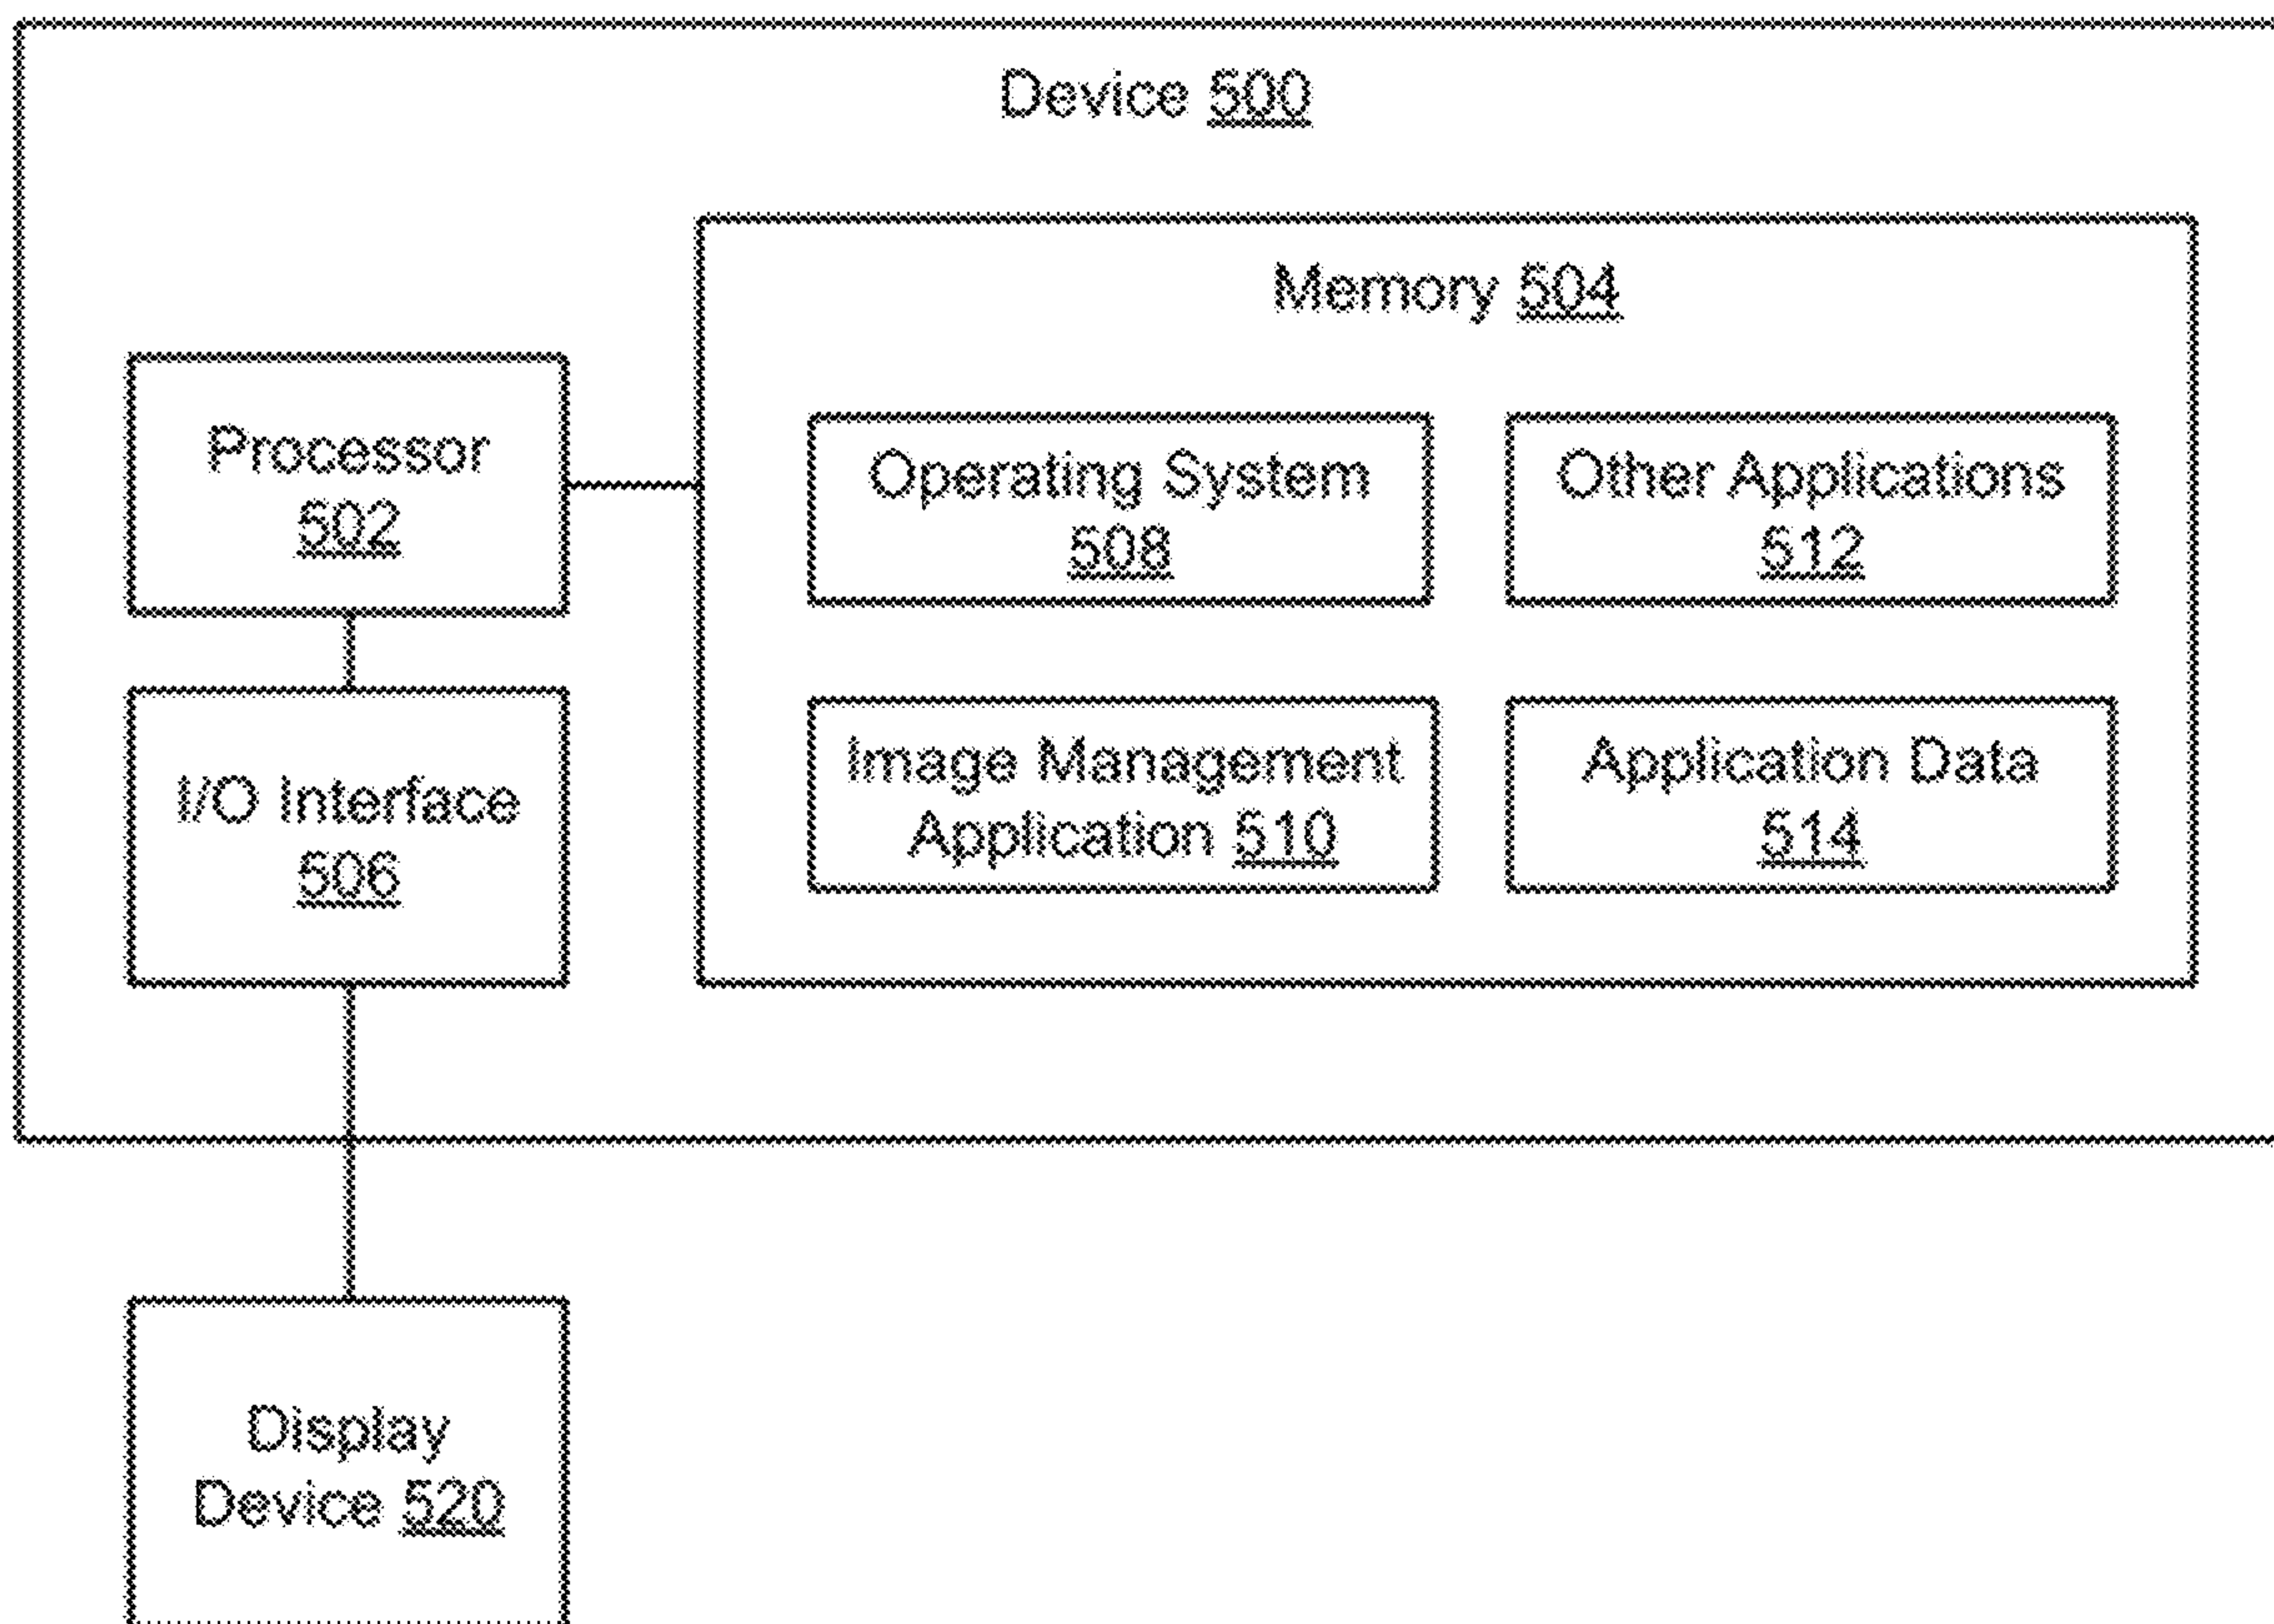 Device 500
Memory 504
Processor
502
Operating System
508
Other Applications
512
I/O Interface
506
Image Management
Application 510
Application Data
514
Display
Device 520